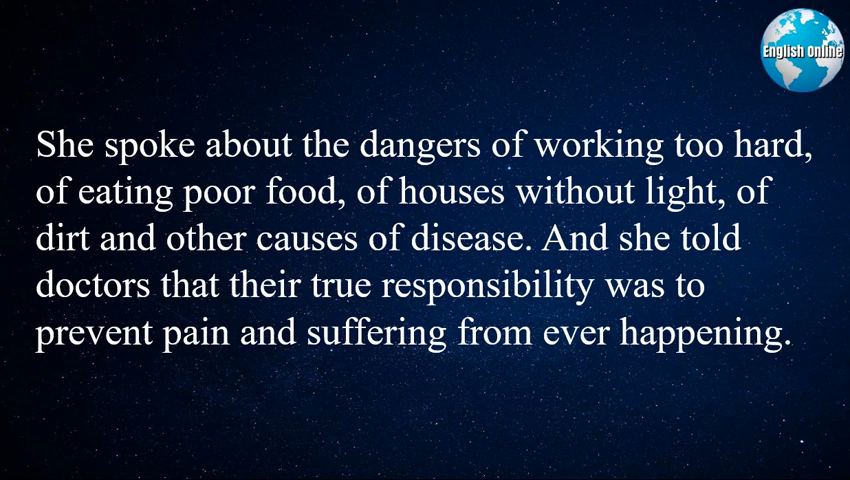 English Online
She spoke about the dangers of working too hard,
of eating poor food, of houses without light, of
dirt and other causes of disease. And she told
doctors that their true responsibility was to
prevent pain and suffering from ever happening.